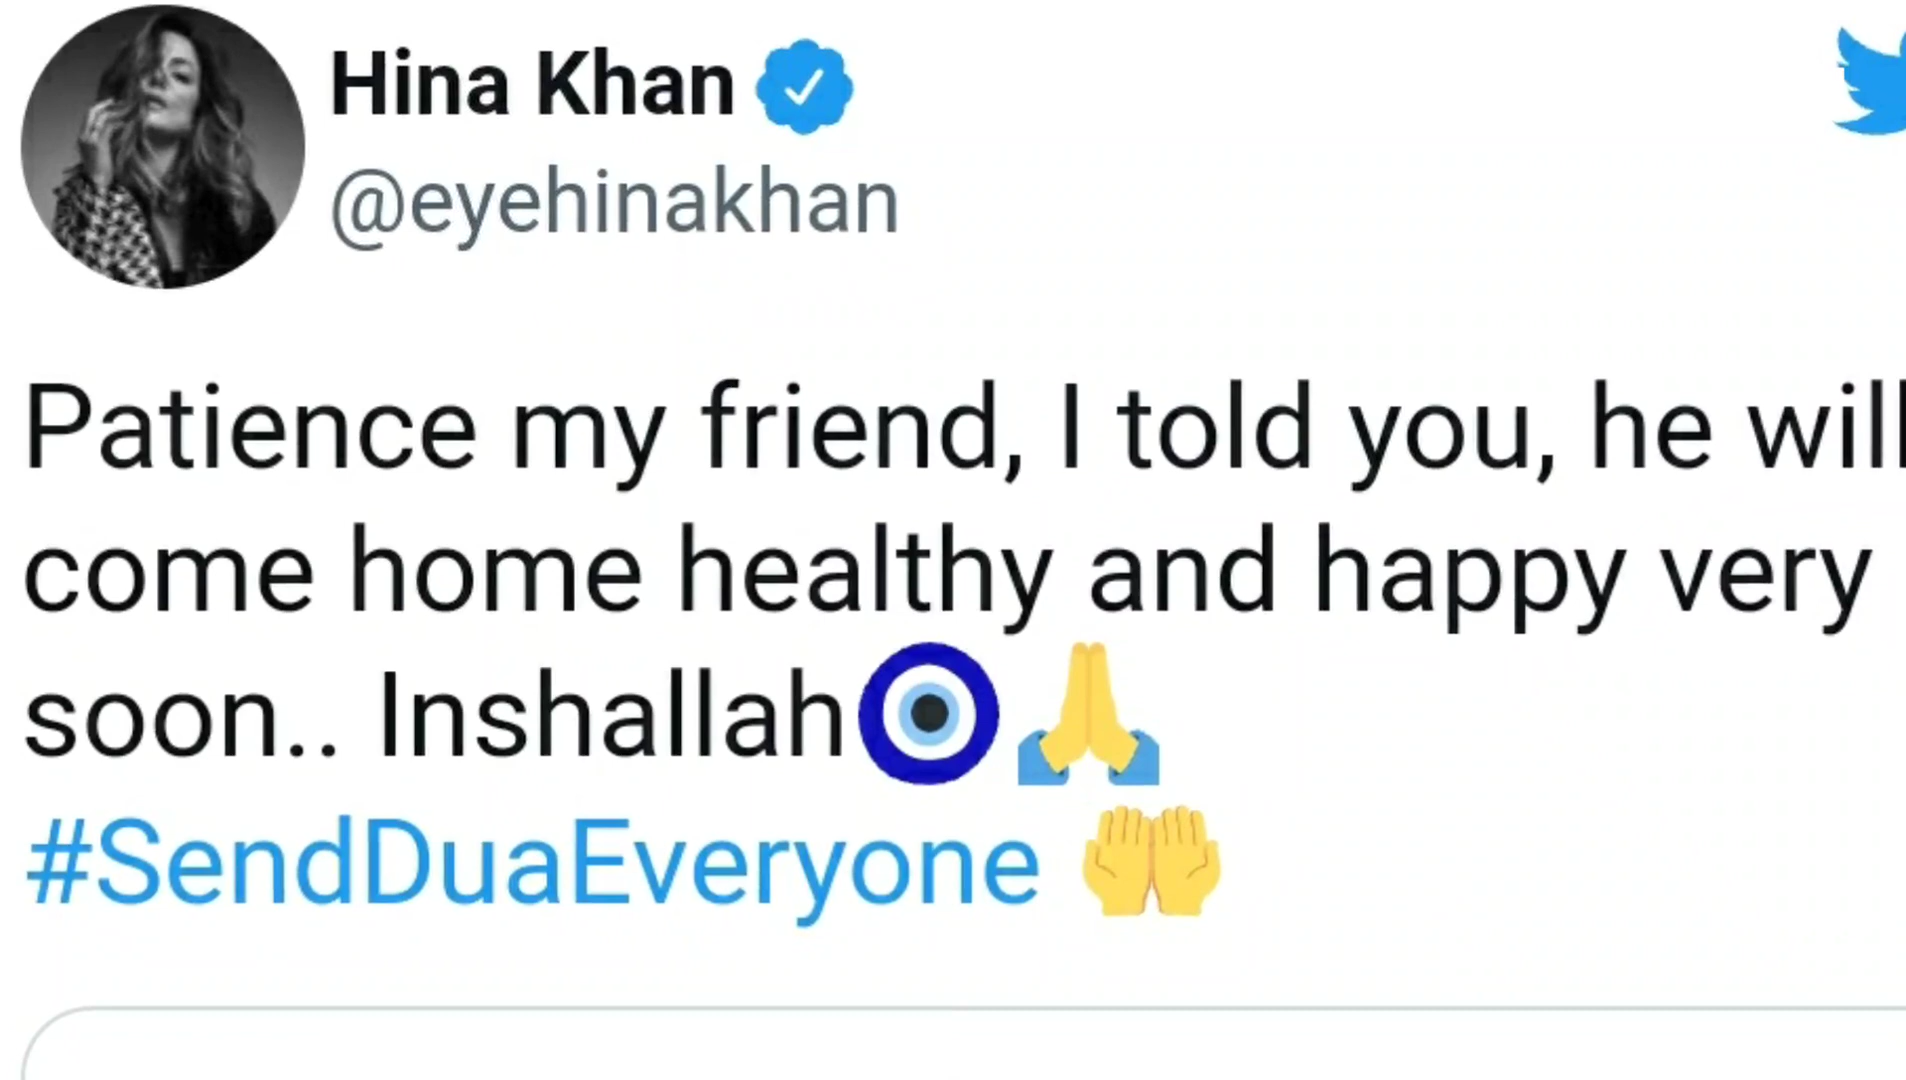 Hina Khan
@eyehinakhan
Patience my friend, I told you, he will
come home healthy and happy very
soon.. Inshallah🧿🙏
#SendDuaEveryone 🤲